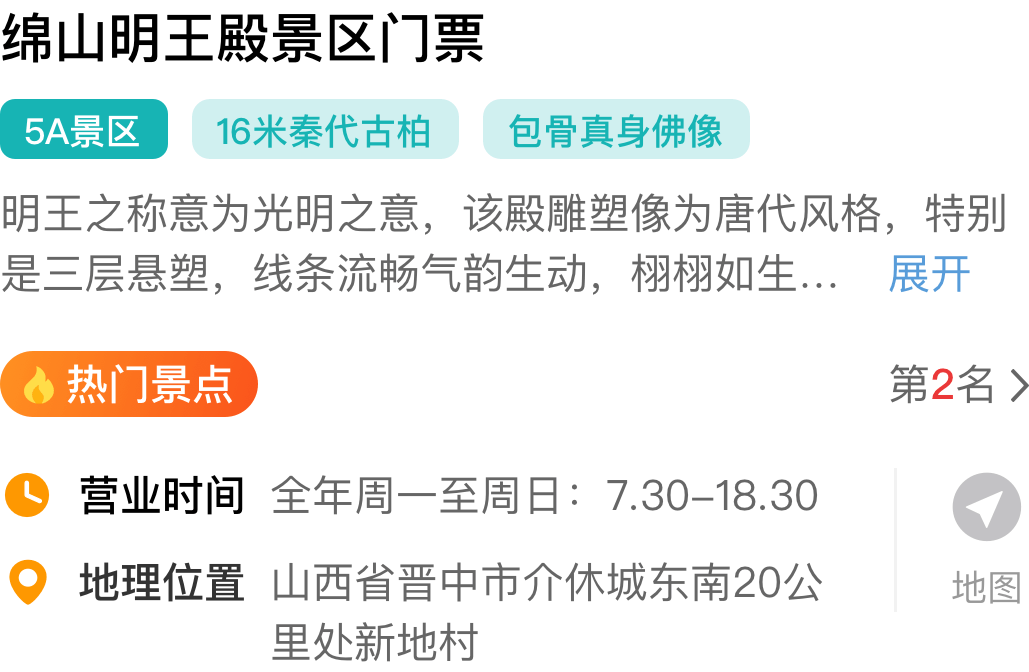 绵山明王殿景区门票
5A景区 16米秦代古柏 包骨真身佛像
明王之称意为光明之意，该殿雕塑像为唐代风格，特别
是三层悬塑，线条流畅气韵生动，栩栩如生... 展开
热门景点 第2名
营业时间 全年周一至周日：7.30–18.30
地理位置 山西省晋中市介休城东南20公
里处新地村
地图